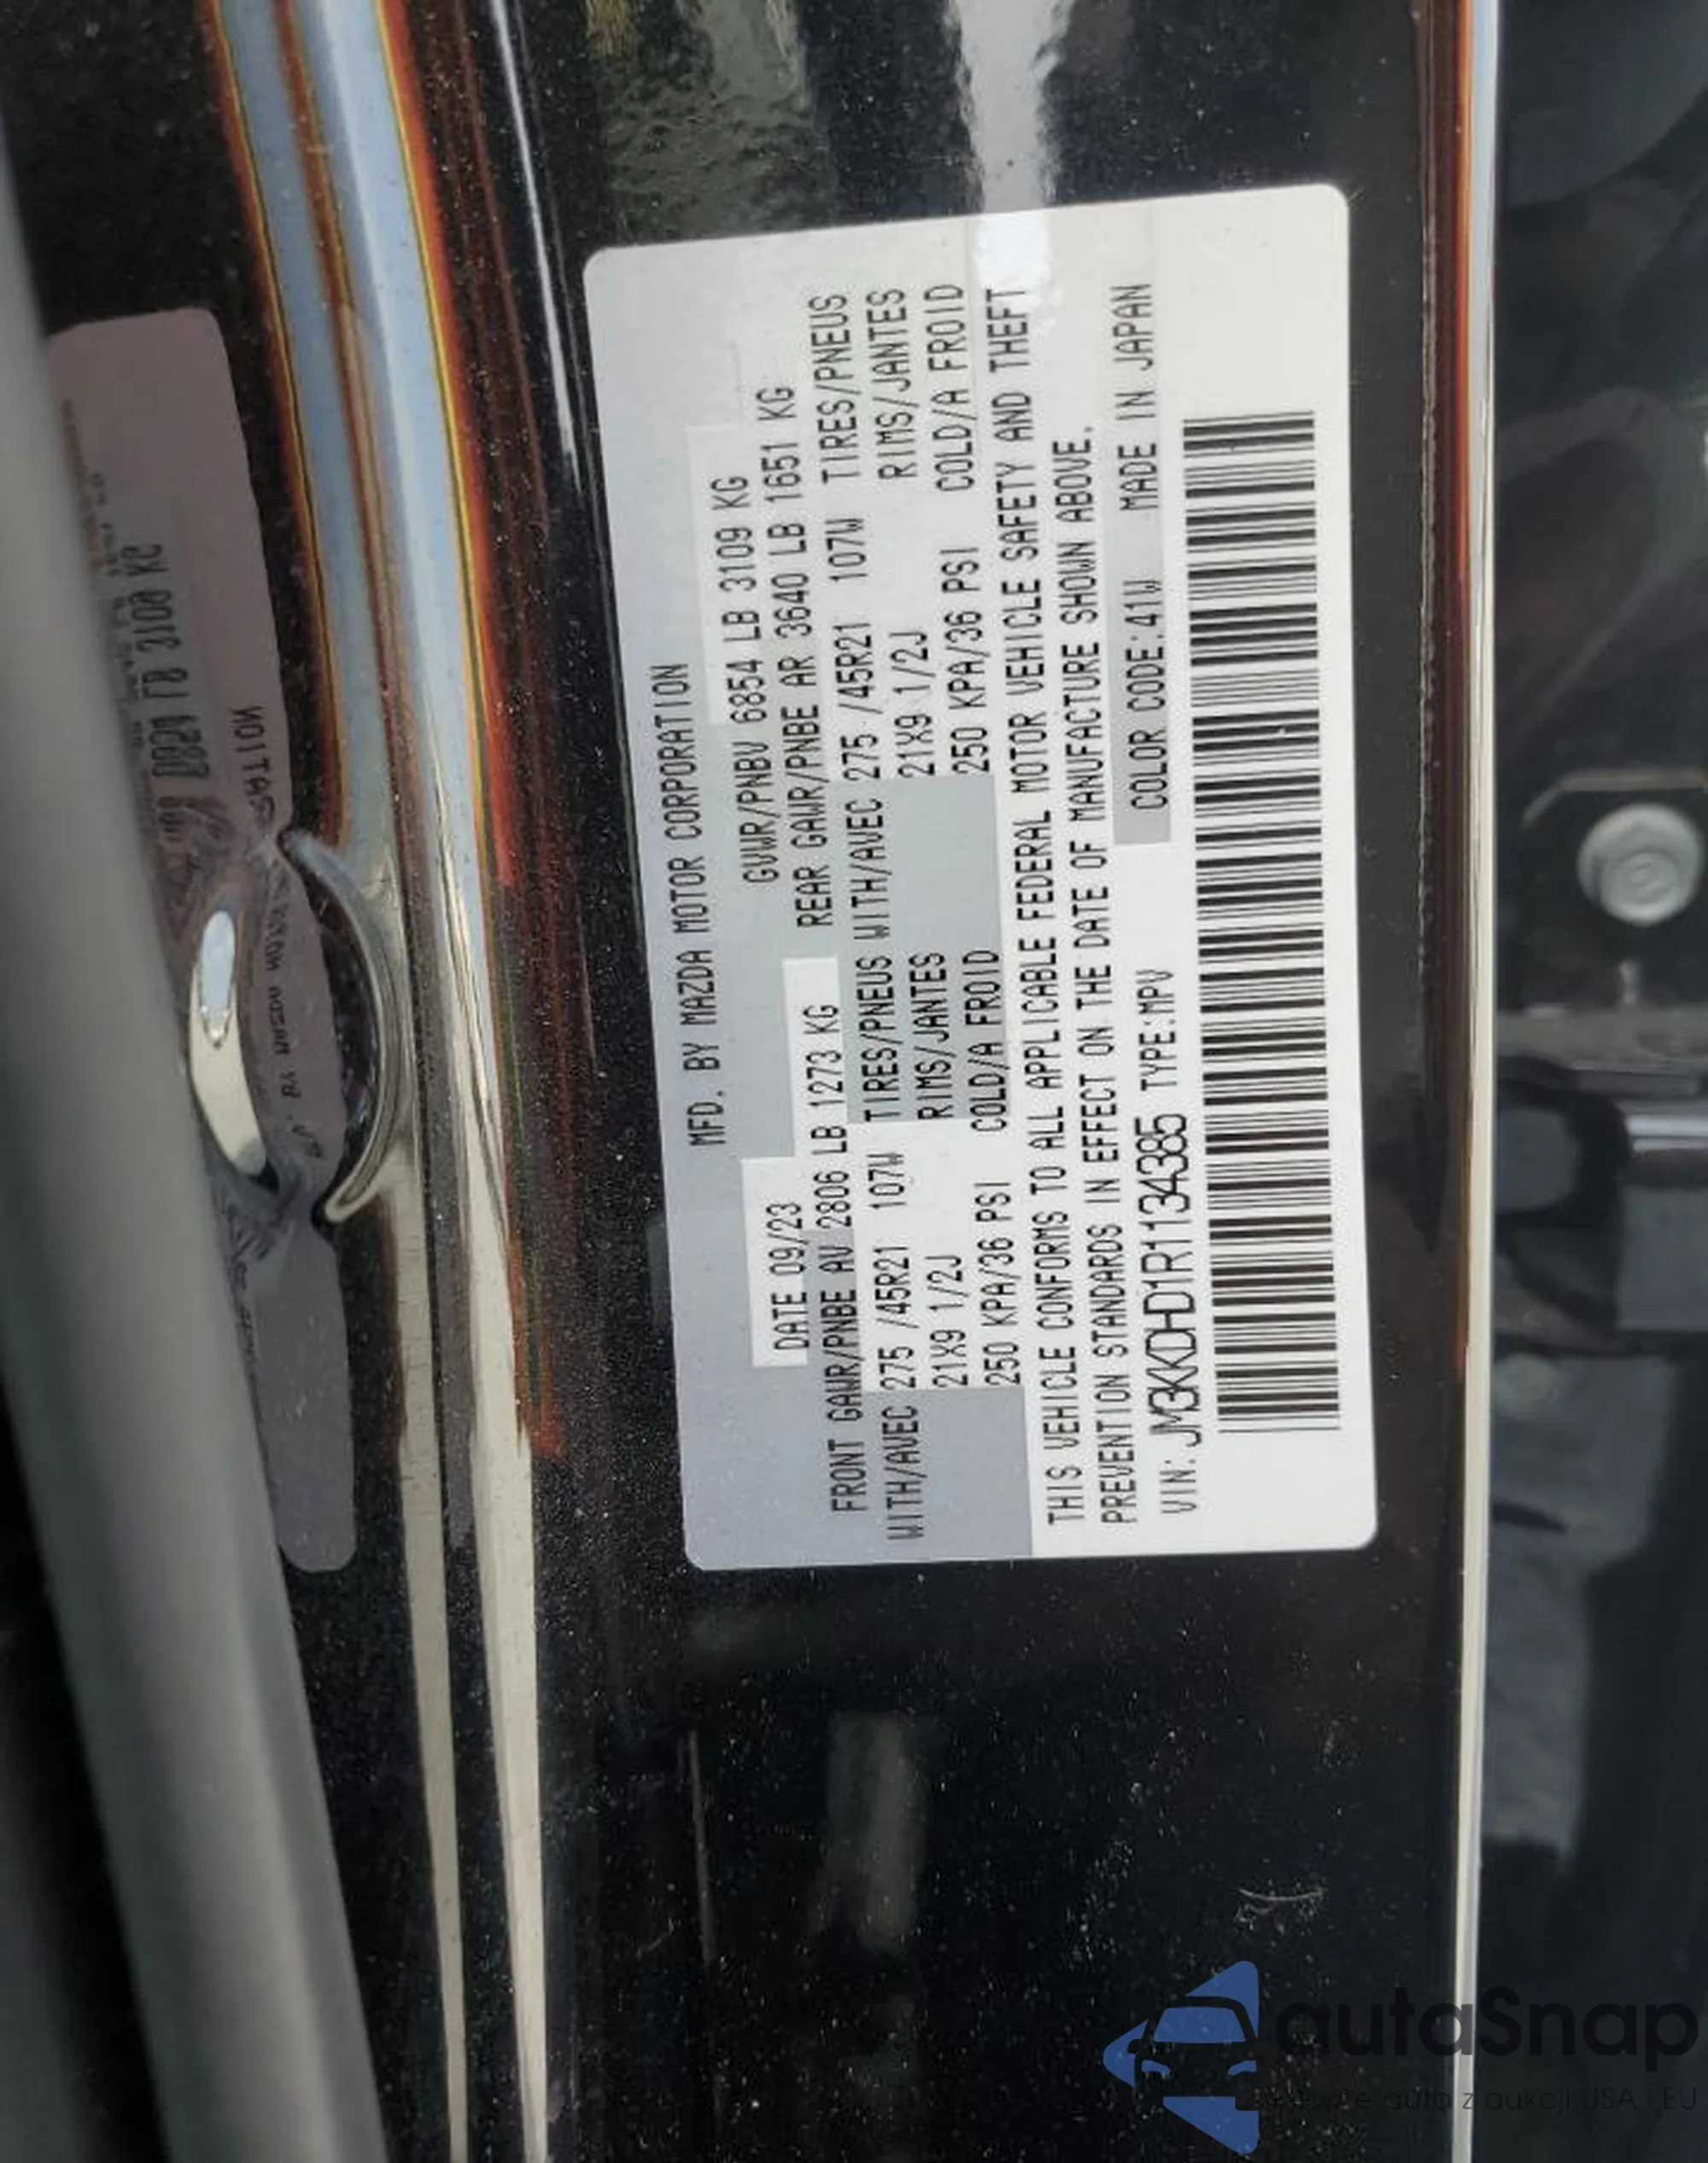 MFD. BY MAZDA MOTOR CORPORATION
DATE 09/23 GVWR/PNBV 6854 LB 3109 KG
FRONT GAWR/PNBE AV 2806 LB 1273 KG REAR GAWR/PNBE AR 3640 LB 1651 KG
WITH/AVEC 275 /45R21 107W TIRES/PNEUS WITH/AVEC 275 /45R21 107W TIRES/PNEUS
21X9 1/2J RIMS/JANTES 21X9 1/2J RIMS/JANTES
250 KPA/36 PSI COLD/A FROID 250 KPA/36 PSI COLD/A FROID
THIS VEHICLE CONFORMS TO ALL APPLICABLE FEDERAL MOTOR VEHICLE SAFETY AND THEFT
PREVENTION STANDARDS IN EFFECT ON THE DATE OF MANUFACTURE SHOWN ABOVE.
VIN: JM3KKDHD1R1134385 TYPE:MPV COLOR CODE:41W MADE IN JAPAN
autaSnap
auta z aukcji USA i EU